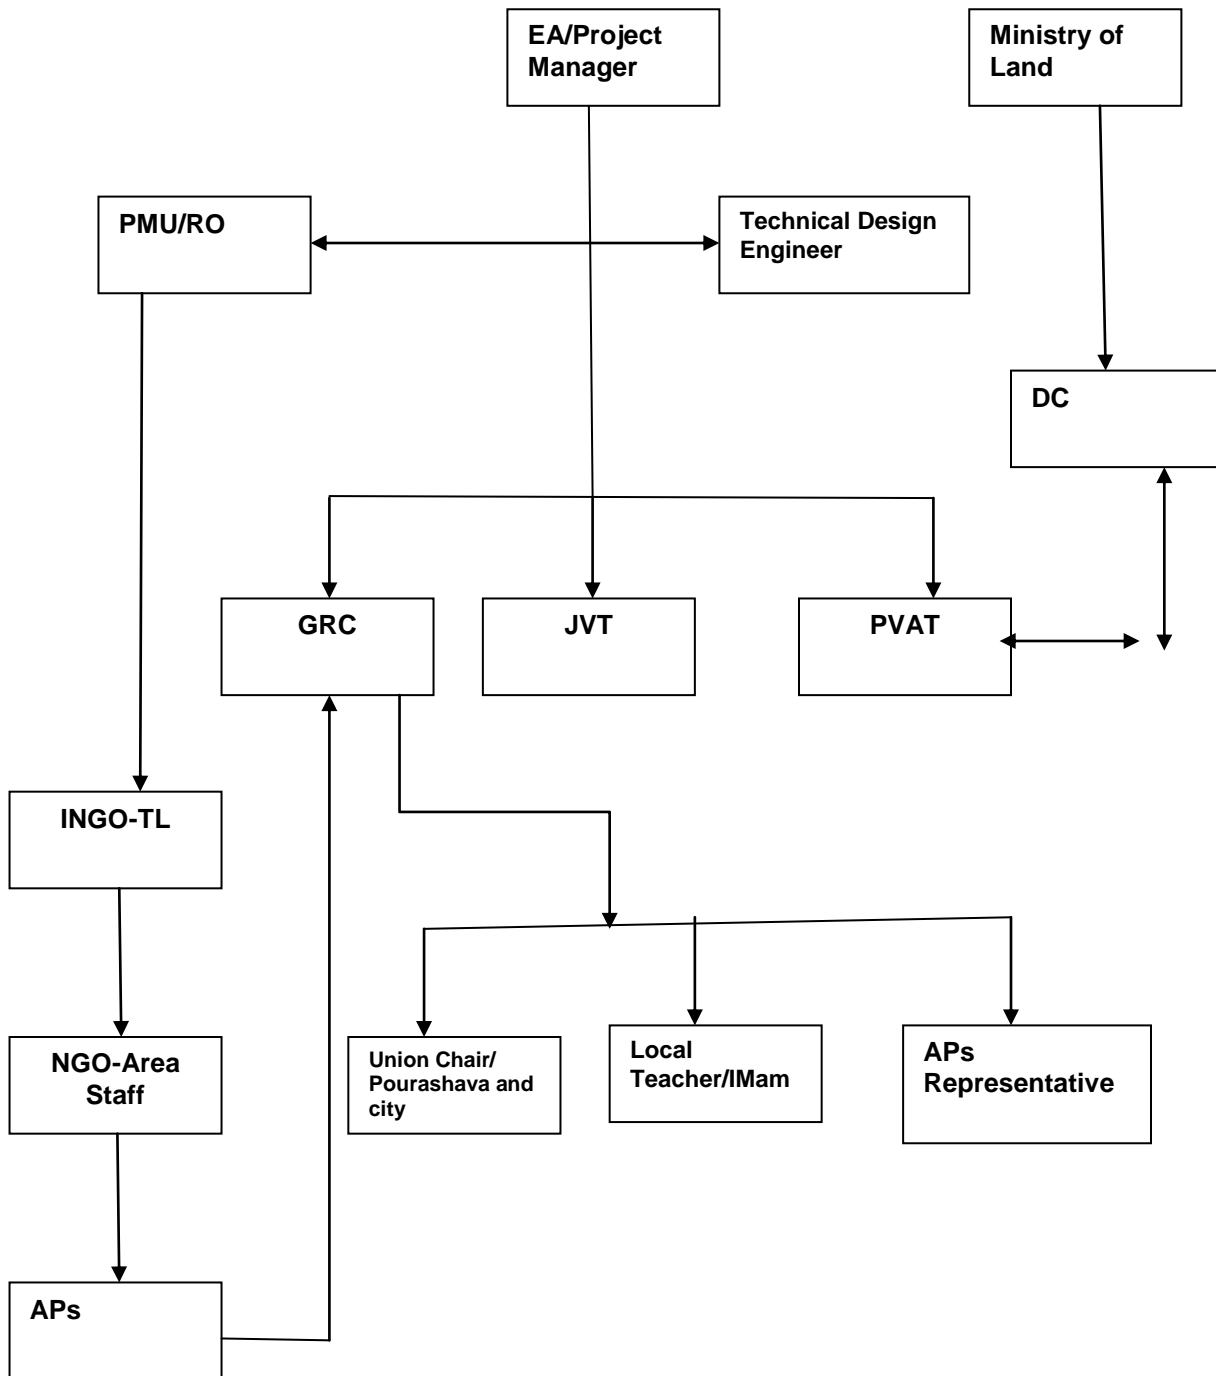 EA/Project
Manager
Ministry of
Land
PMU/RO
Technical Design
Engineer
DC
GRC
JVT
PVAT
INGO-TL
NGO-Area
Staff
Union Chair/
Pourashava and
city
Local
Teacher/IMam
APs
Representative
APs